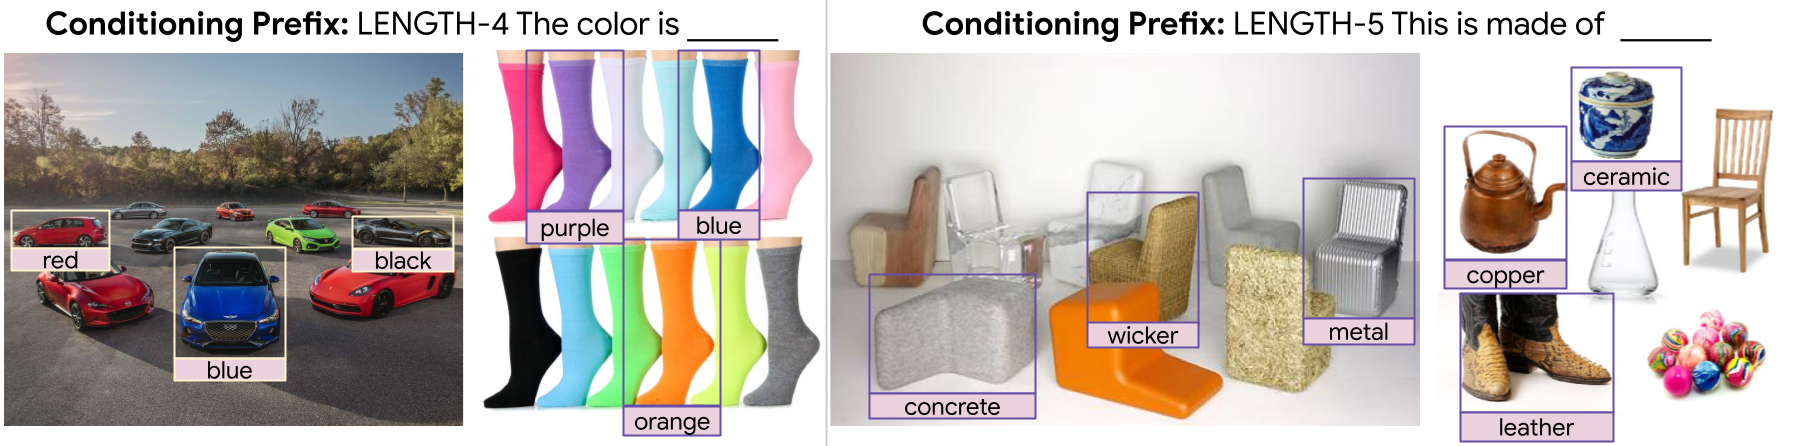 Conditioning Prefix: LENGTH-4 The color is ______
red
blue
black
purple
blue
orange
Conditioning Prefix: LENGTH-5 This is made of ______
concrete
wicker
metal
ceramic
copper
leather